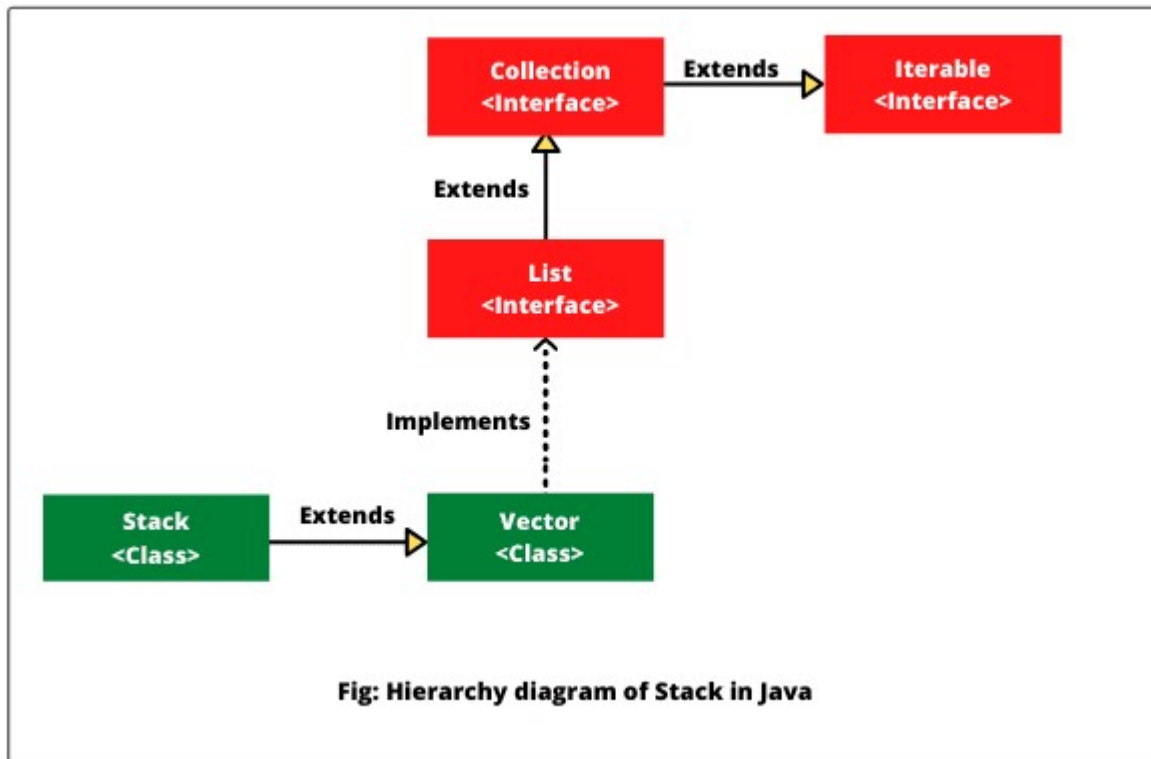 Collection
<Interface>
Extends
Iterable
<Interface>
Extends
List
<Interface>
Implements
Stack
<Class>
Extends
Vector
<Class>
Fig: Hierarchy diagram of Stack in Java